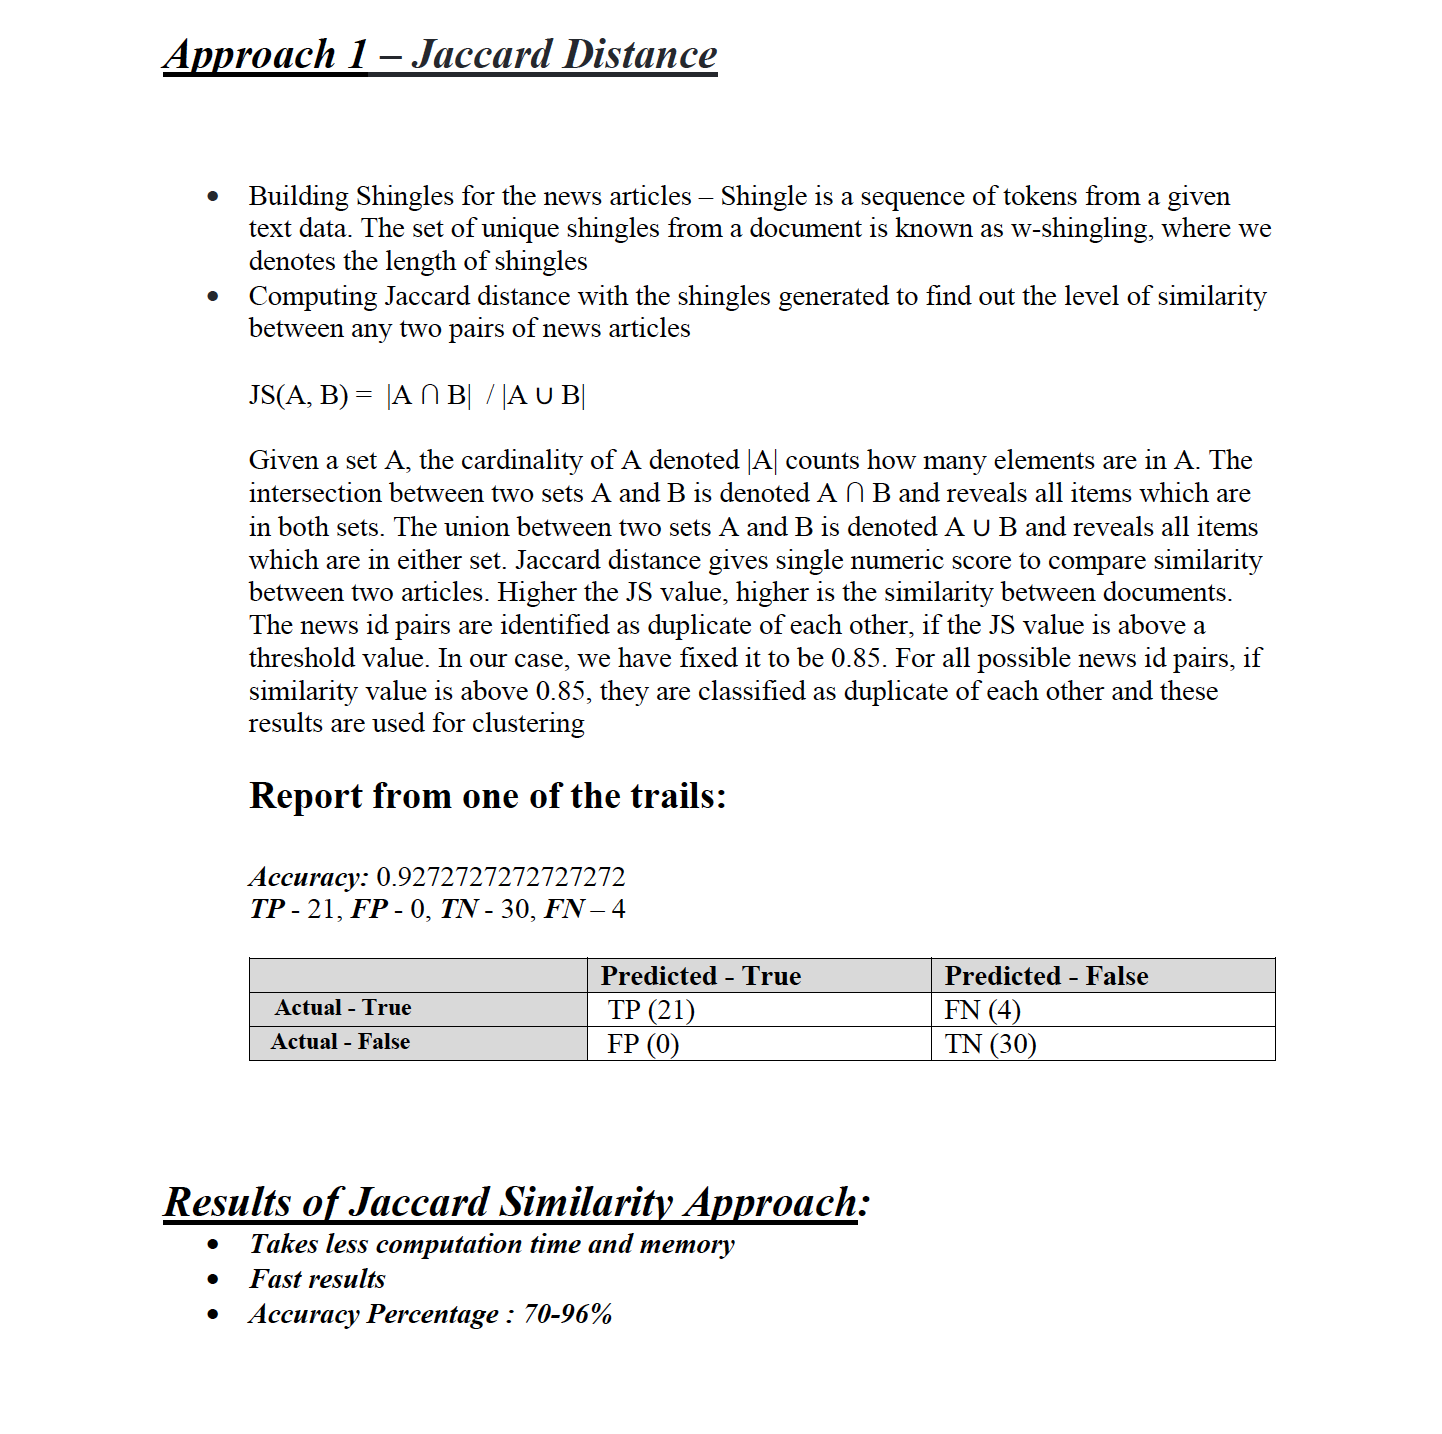 Approach 1 – Jaccard Distance
• Building Shingles for the news articles – Shingle is a sequence of tokens from a given
text data. The set of unique shingles from a document is known as w-shingling, where we
denotes the length of shingles
• Computing Jaccard distance with the shingles generated to find out the level of similarity
between any two pairs of news articles
JS(A, B) = |A ∩ B| / |A ∪ B|
Given a set A, the cardinality of A denoted |A| counts how many elements are in A. The
intersection between two sets A and B is denoted A ∩ B and reveals all items which are
in both sets. The union between two sets A and B is denoted A ∪ B and reveals all items
which are in either set. Jaccard distance gives single numeric score to compare similarity
between two articles. Higher the JS value, higher is the similarity between documents.
The news id pairs are identified as duplicate of each other, if the JS value is above a
threshold value. In our case, we have fixed it to be 0.85. For all possible news id pairs, if
similarity value is above 0.85, they are classified as duplicate of each other and these
results are used for clustering
Report from one of the trails:
Accuracy: 0.9272727272727272
TP - 21, FP - 0, TN - 30, FN – 4
Predicted - True Predicted - False
Actual - True TP (21) FN (4)
Actual - False FP (0) TN (30)
Results of Jaccard Similarity Approach:
• Takes less computation time and memory
• Fast results
• Accuracy Percentage : 70-96%